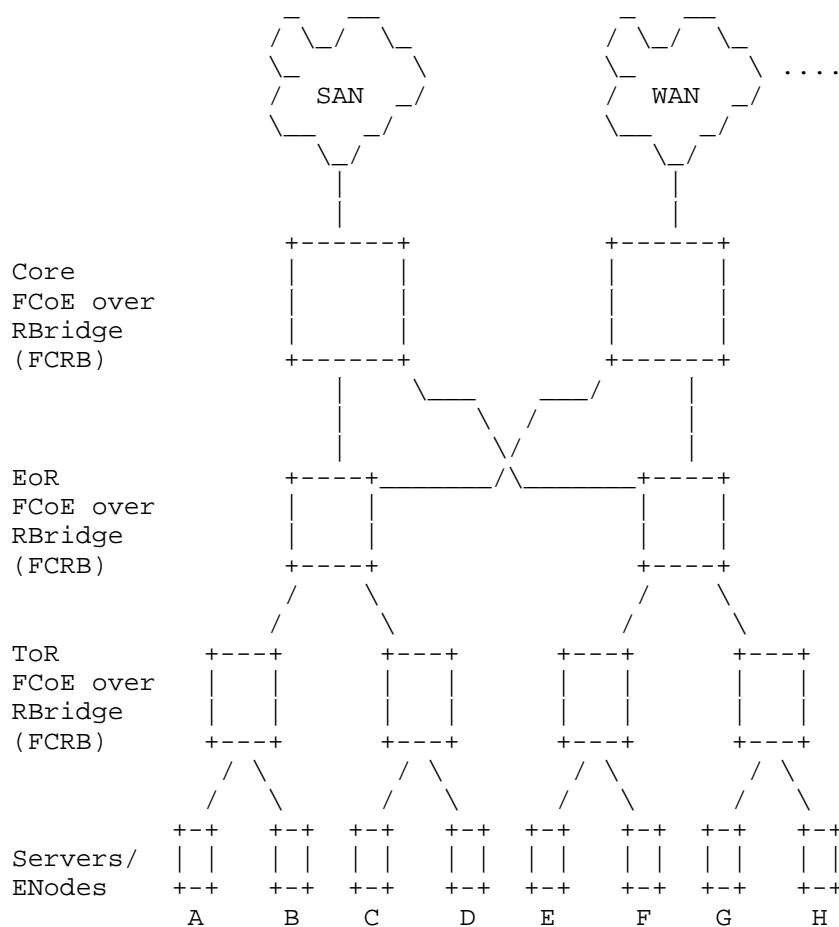 SAN WAN ....
Core
FCoE over
RBridge
(FCRB)
EoR
FCoE over
RBridge
(FCRB)
ToR
FCoE over
RBridge
(FCRB)
Servers/
ENodes
A B C D E F G H